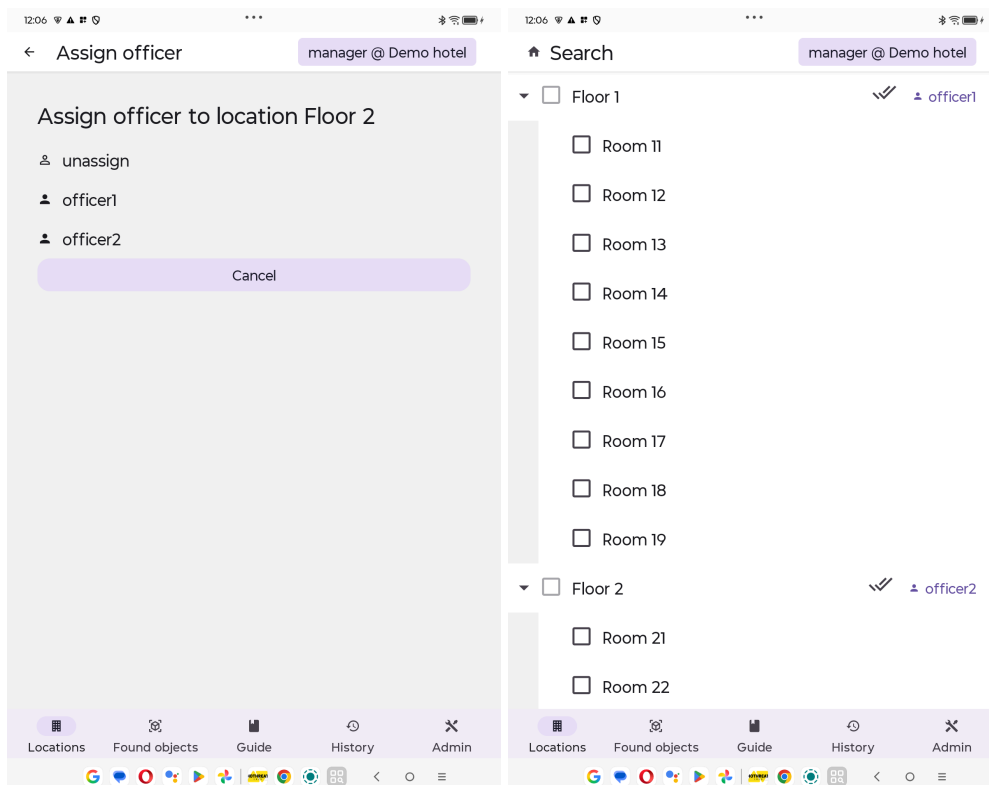 12:06
Assign officer
manager @ Demo hotel
Assign officer to location Floor 2
unassign
officer1
officer2
Cancel
Locations Found objects Guide History Admin
12:06
Search
manager @ Demo hotel
Floor 1 officer1
Room 11
Room 12
Room 13
Room 14
Room 15
Room 16
Room 17
Room 18
Room 19
Floor 2 officer2
Room 21
Room 22
Locations Found objects Guide History Admin